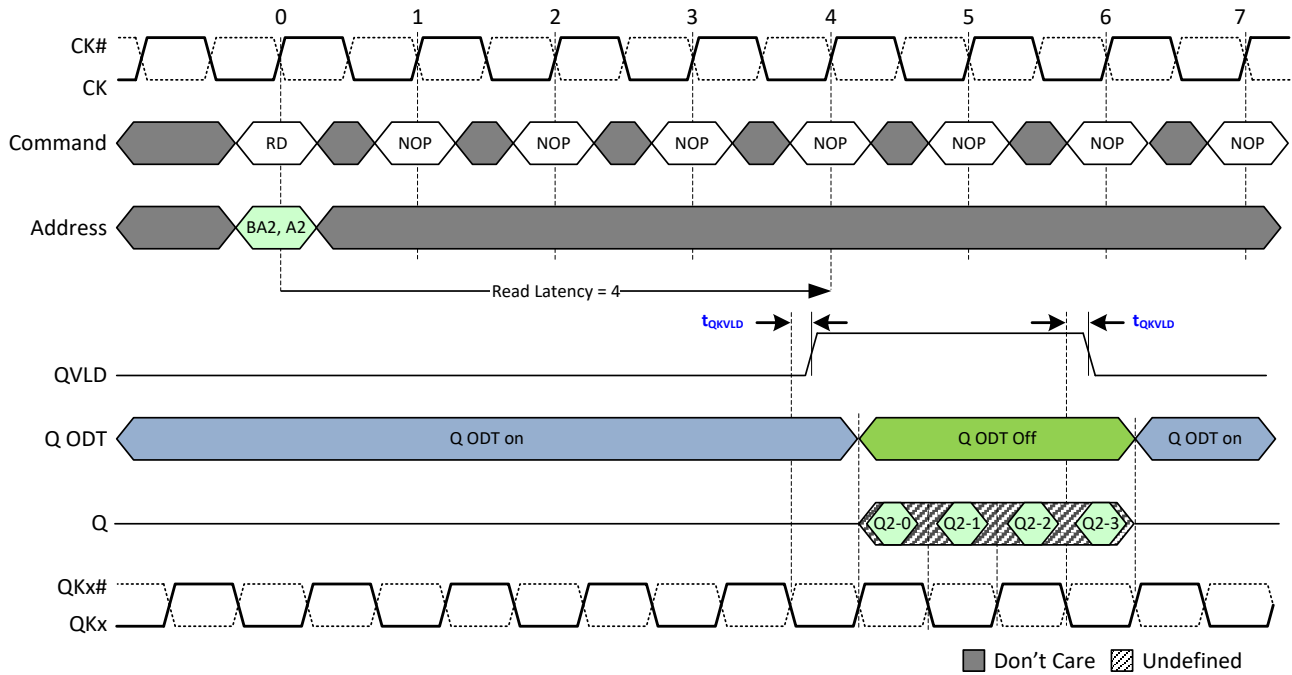 0 1 2 3 4 5 6 7
CK#
CK
Command RD NOP NOP NOP NOP NOP NOP NOP
Address BA2, A2
Read Latency = 4
tQKVLD tQKVLD
QVLD
Q ODT Q ODT on Q ODT Off Q ODT on
Q Q2-0 Q2-1 Q2-2 Q2-3
QKx#
QKx
Don't Care Undefined